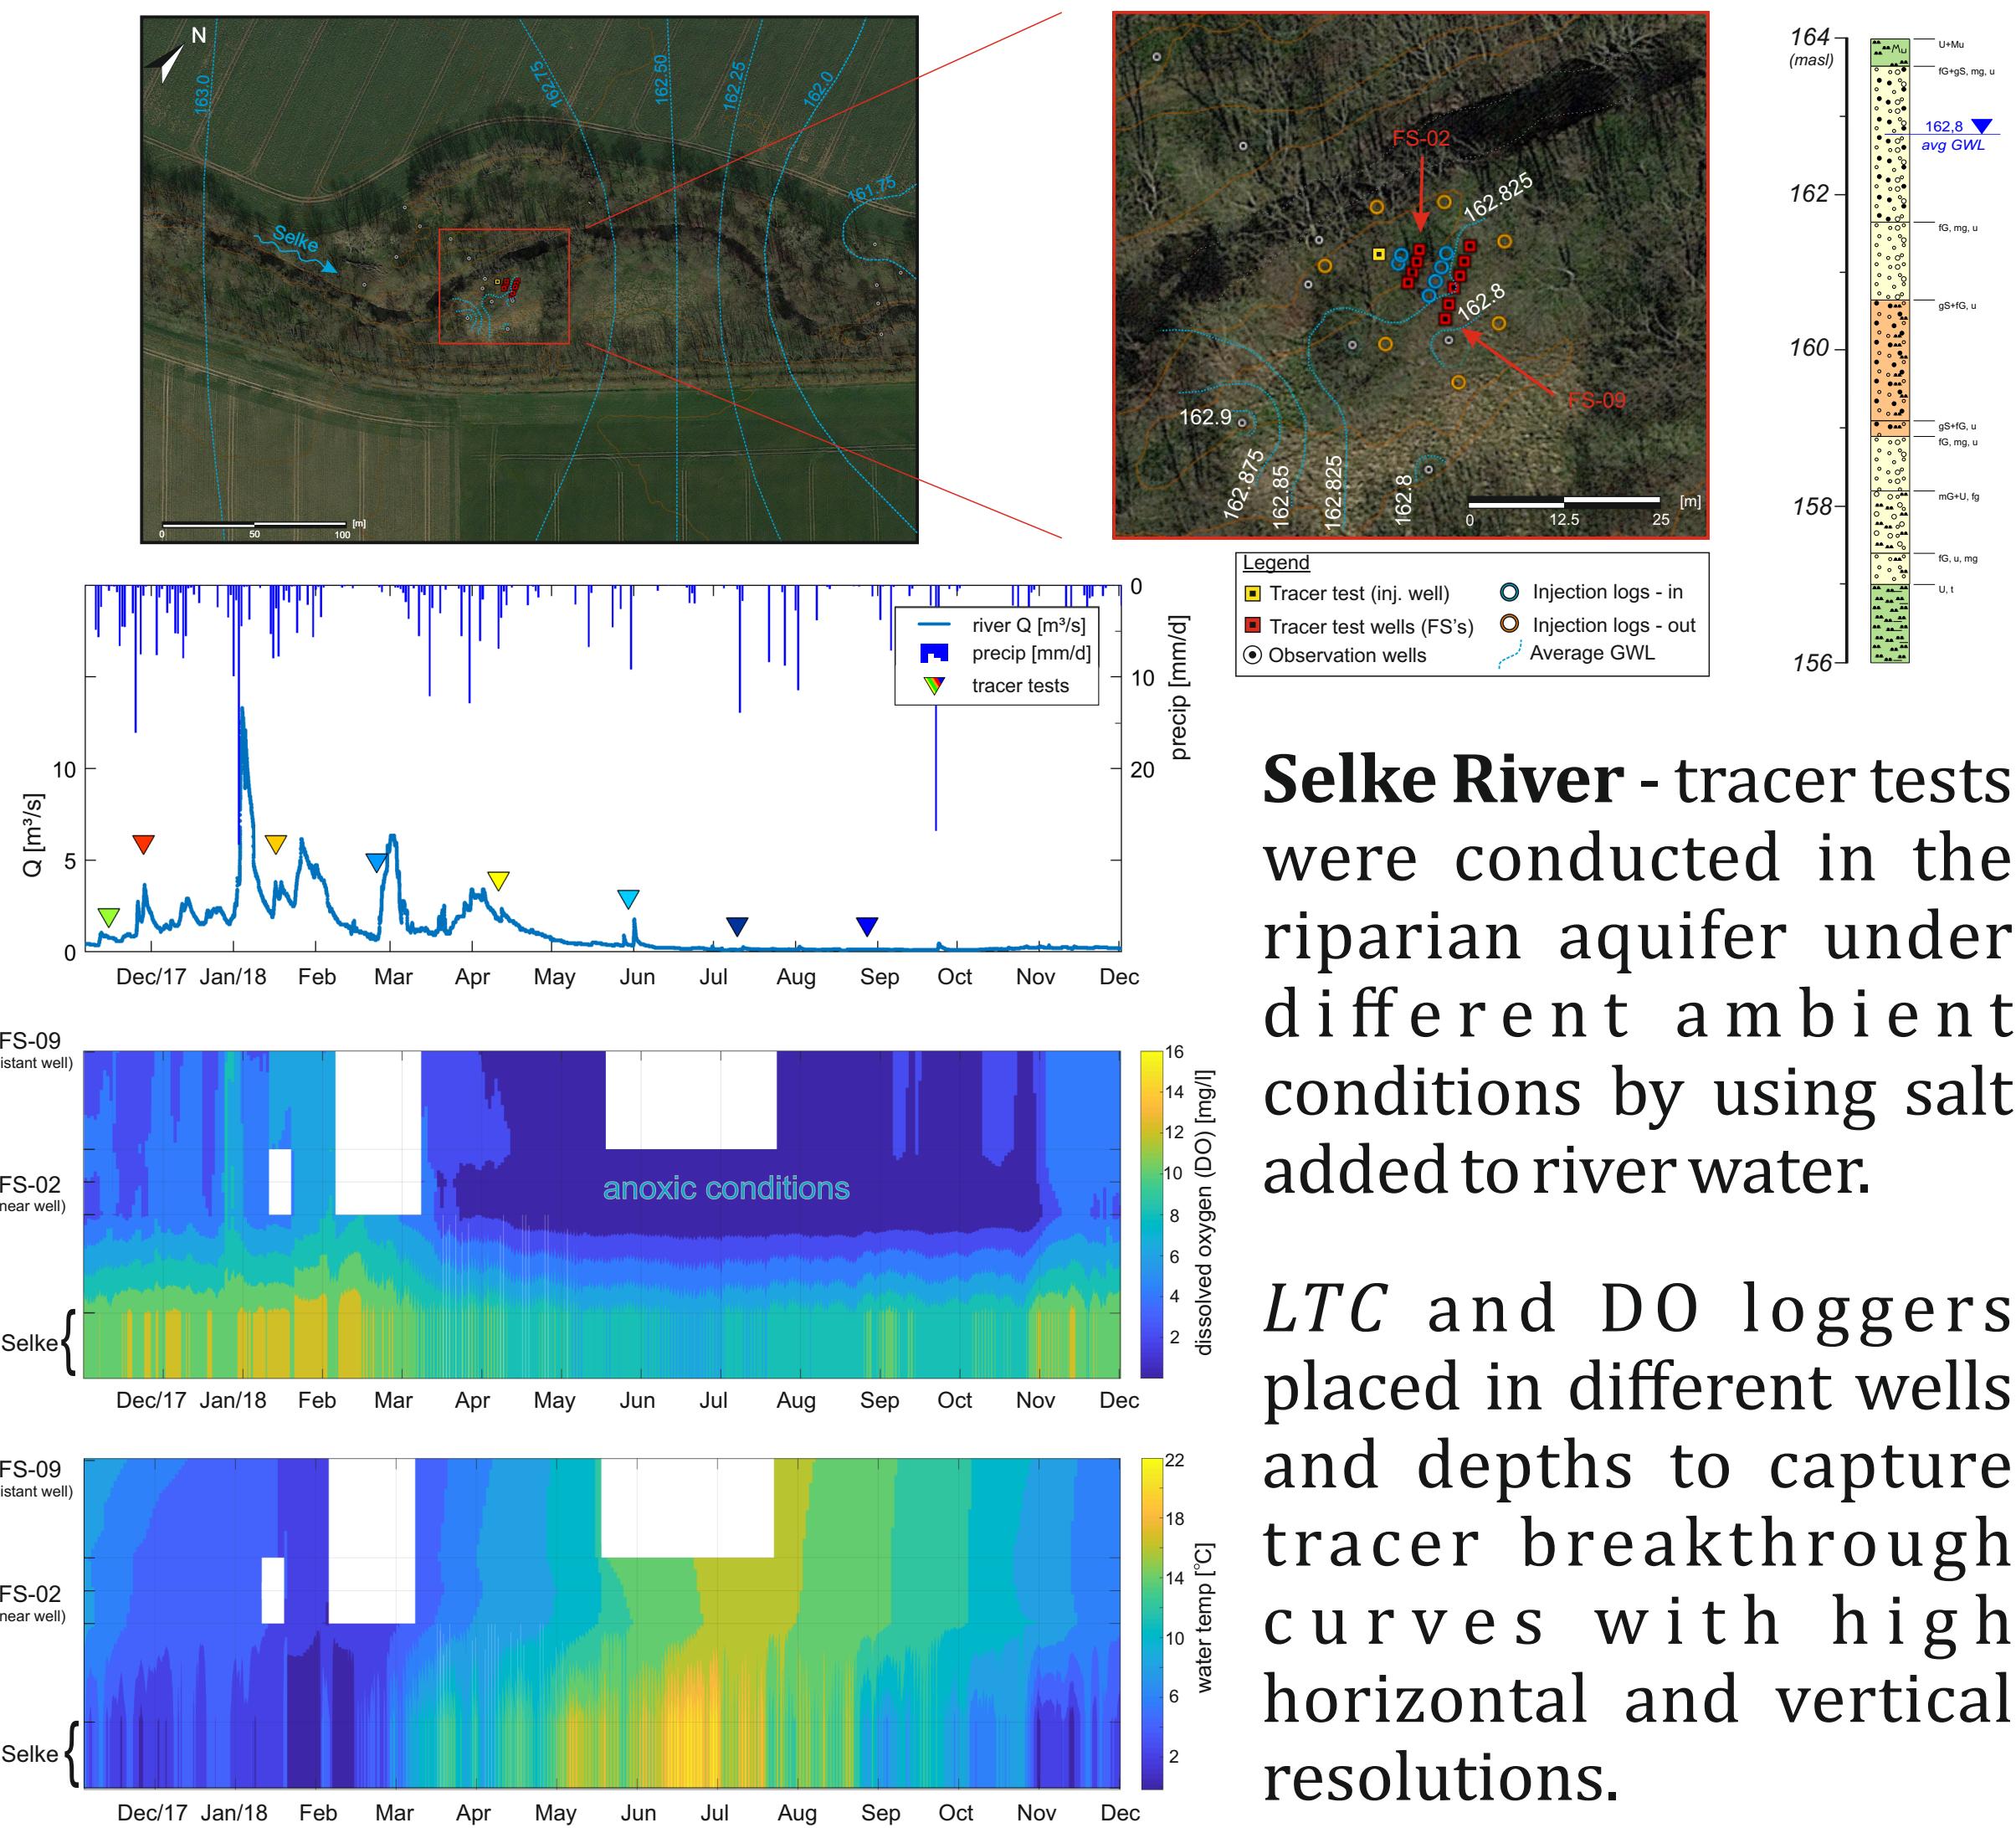 N
163.0
162.75
162.50
162.25
162.0
161.75
Selke
0 50 100 [m]
FS-02
162.825
162.8
FS-09
162.9
162.875
162.85
162.825
162.8
[m]
0 12.5 25
Legend
Tracer test (inj. well)
Injection logs - in
Tracer test wells (FS's)
Injection logs - out
Observation wells
Average GWL
164
(masl)
162
160
158
156
Mu
162,8
avg GWL
U+Mu
fG+gS, mg, u
fG, mg, u
gS+fG, u
gS+fG, u
fG, mg, u
mG+U, fg
fG, u, mg
U, t
river Q [m³/s]
precip [mm/d]
tracer tests
0
10
20
precip [mm/d]
10
5
0
Q [m³/s]
Dec/17 Jan/18 Feb Mar Apr May Jun Jul Aug Sep Oct Nov Dec
FS-09
istant well)
FS-02
near well)
Selke {
anoxic conditions
16
14
12
10
8
6
4
2
dissolved oxygen (DO) [mg/l]
Dec/17 Jan/18 Feb Mar Apr May Jun Jul Aug Sep Oct Nov Dec
FS-09
istant well)
FS-02
near well)
Selke {
22
18
14
10
6
2
water temp [°C]
Dec/17 Jan/18 Feb Mar Apr May Jun Jul Aug Sep Oct Nov Dec
Selke River - tracer tests
were conducted in the
riparian aquifer under
different ambient
conditions by using salt
added to river water.
LTC and DO loggers
placed in different wells
and depths to capture
tracer breakthrough
curves with high
horizontal and vertical
resolutions.